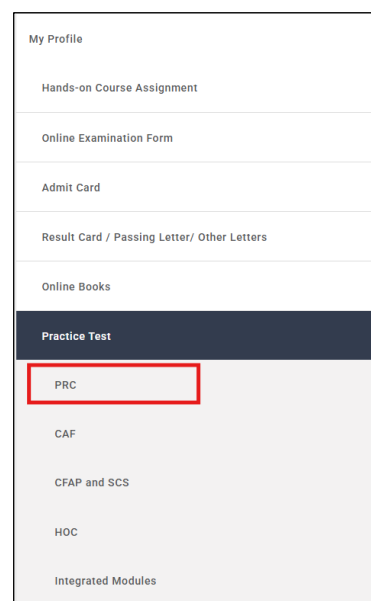 My Profile
Hands-on Course Assignment
Online Examination Form
Admit Card
Result Card / Passing Letter/ Other Letters
Online Books
Practice Test
PRC
CAF
CFAP and SCS
HOC
Integrated Modules